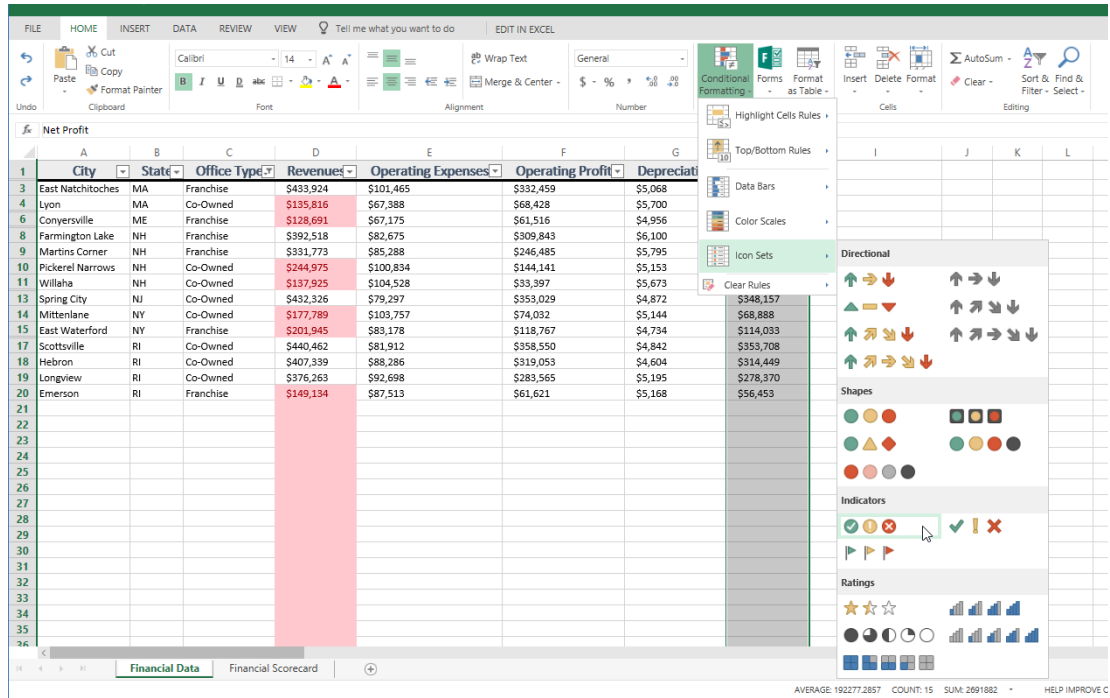 FILE HOME INSERT DATA REVIEW VIEW Tell me what you want to do EDIT IN EXCEL
Cut
Copy
Format Painter
Paste
Calibri 14 A A
B I U D abc A
Wrap Text
Merge & Center
General
$ - % , .00 .00
Conditional Formatting
Forms
Format as Table
Insert Delete Format
AutoSum
Clear
Sort & Filter
Find & Select
Undo Clipboard Font Alignment Number Cells Editing
fx Net Profit
Highlight Cells Rules
Top/Bottom Rules
Data Bars
Color Scales
Icon Sets
Clear Rules
A B C D E F G I J K L
1 City State Office Type Revenues Operating Expenses Operating Profit Depreciati
3 East Natchitoches MA Franchise $433,924 $101,465 $332,459 $5,068
4 Lyon MA Co-Owned $135,816 $67,388 $68,428 $5,700
6 Conyersville ME Franchise $128,691 $67,175 $61,516 $4,956
8 Farmington Lake NH Franchise $392,518 $82,675 $309,843 $6,100
9 Martins Corner NH Franchise $331,773 $85,288 $246,485 $5,795
10 Pickerel Narrows NH Co-Owned $244,975 $100,834 $144,141 $5,153
11 Willaha NH Co-Owned $137,925 $104,528 $33,397 $5,673
13 Spring City NJ Co-Owned $432,326 $79,297 $353,029 $4,872 $348,157
14 Mittenlane NY Co-Owned $177,789 $103,757 $74,032 $5,144 $68,888
15 East Waterford NY Franchise $201,945 $83,178 $118,767 $4,734 $114,033
17 Scottsville RI Co-Owned $440,462 $81,912 $358,550 $4,842 $353,708
18 Hebron RI Co-Owned $407,339 $88,286 $319,053 $4,604 $314,449
19 Longview RI Co-Owned $376,263 $92,698 $283,565 $5,195 $278,370
20 Emerson RI Franchise $149,134 $87,513 $61,621 $5,168 $56,453
21
22
23
24
25
26
27
28
29
30
31
32
33
34
35
36
Directional
Shapes
Indicators
Ratings
Financial Data Financial Scorecard
AVERAGE: 192277.2857 COUNT: 15 SUM: 2691882 HELP IMPROVE